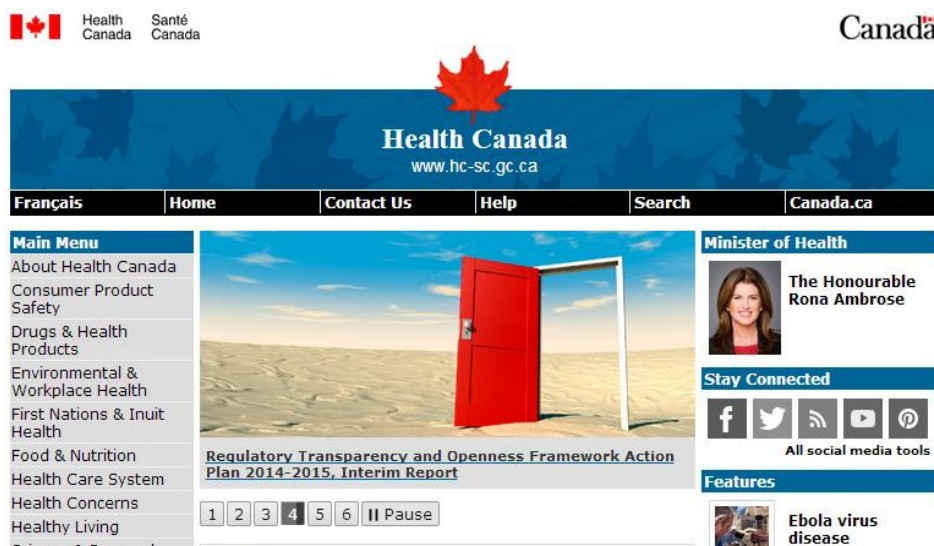 Health
Canada
Santé
Canada
Canada
Health Canada
www.hc-sc.gc.ca
Français
Home
Contact Us
Help
Search
Canada.ca
Main Menu
About Health Canada
Consumer Product
Safety
Drugs & Health
Products
Environmental &
Workplace Health
First Nations & Inuit
Health
Food & Nutrition
Health Care System
Health Concerns
Healthy Living
Regulatory Transparency and Openness Framework Action
Plan 2014-2015, Interim Report
1 2 3 4 5 6 Pause
Minister of Health
The Honourable
Rona Ambrose
Stay Connected
All social media tools
Features
Ebola virus
disease